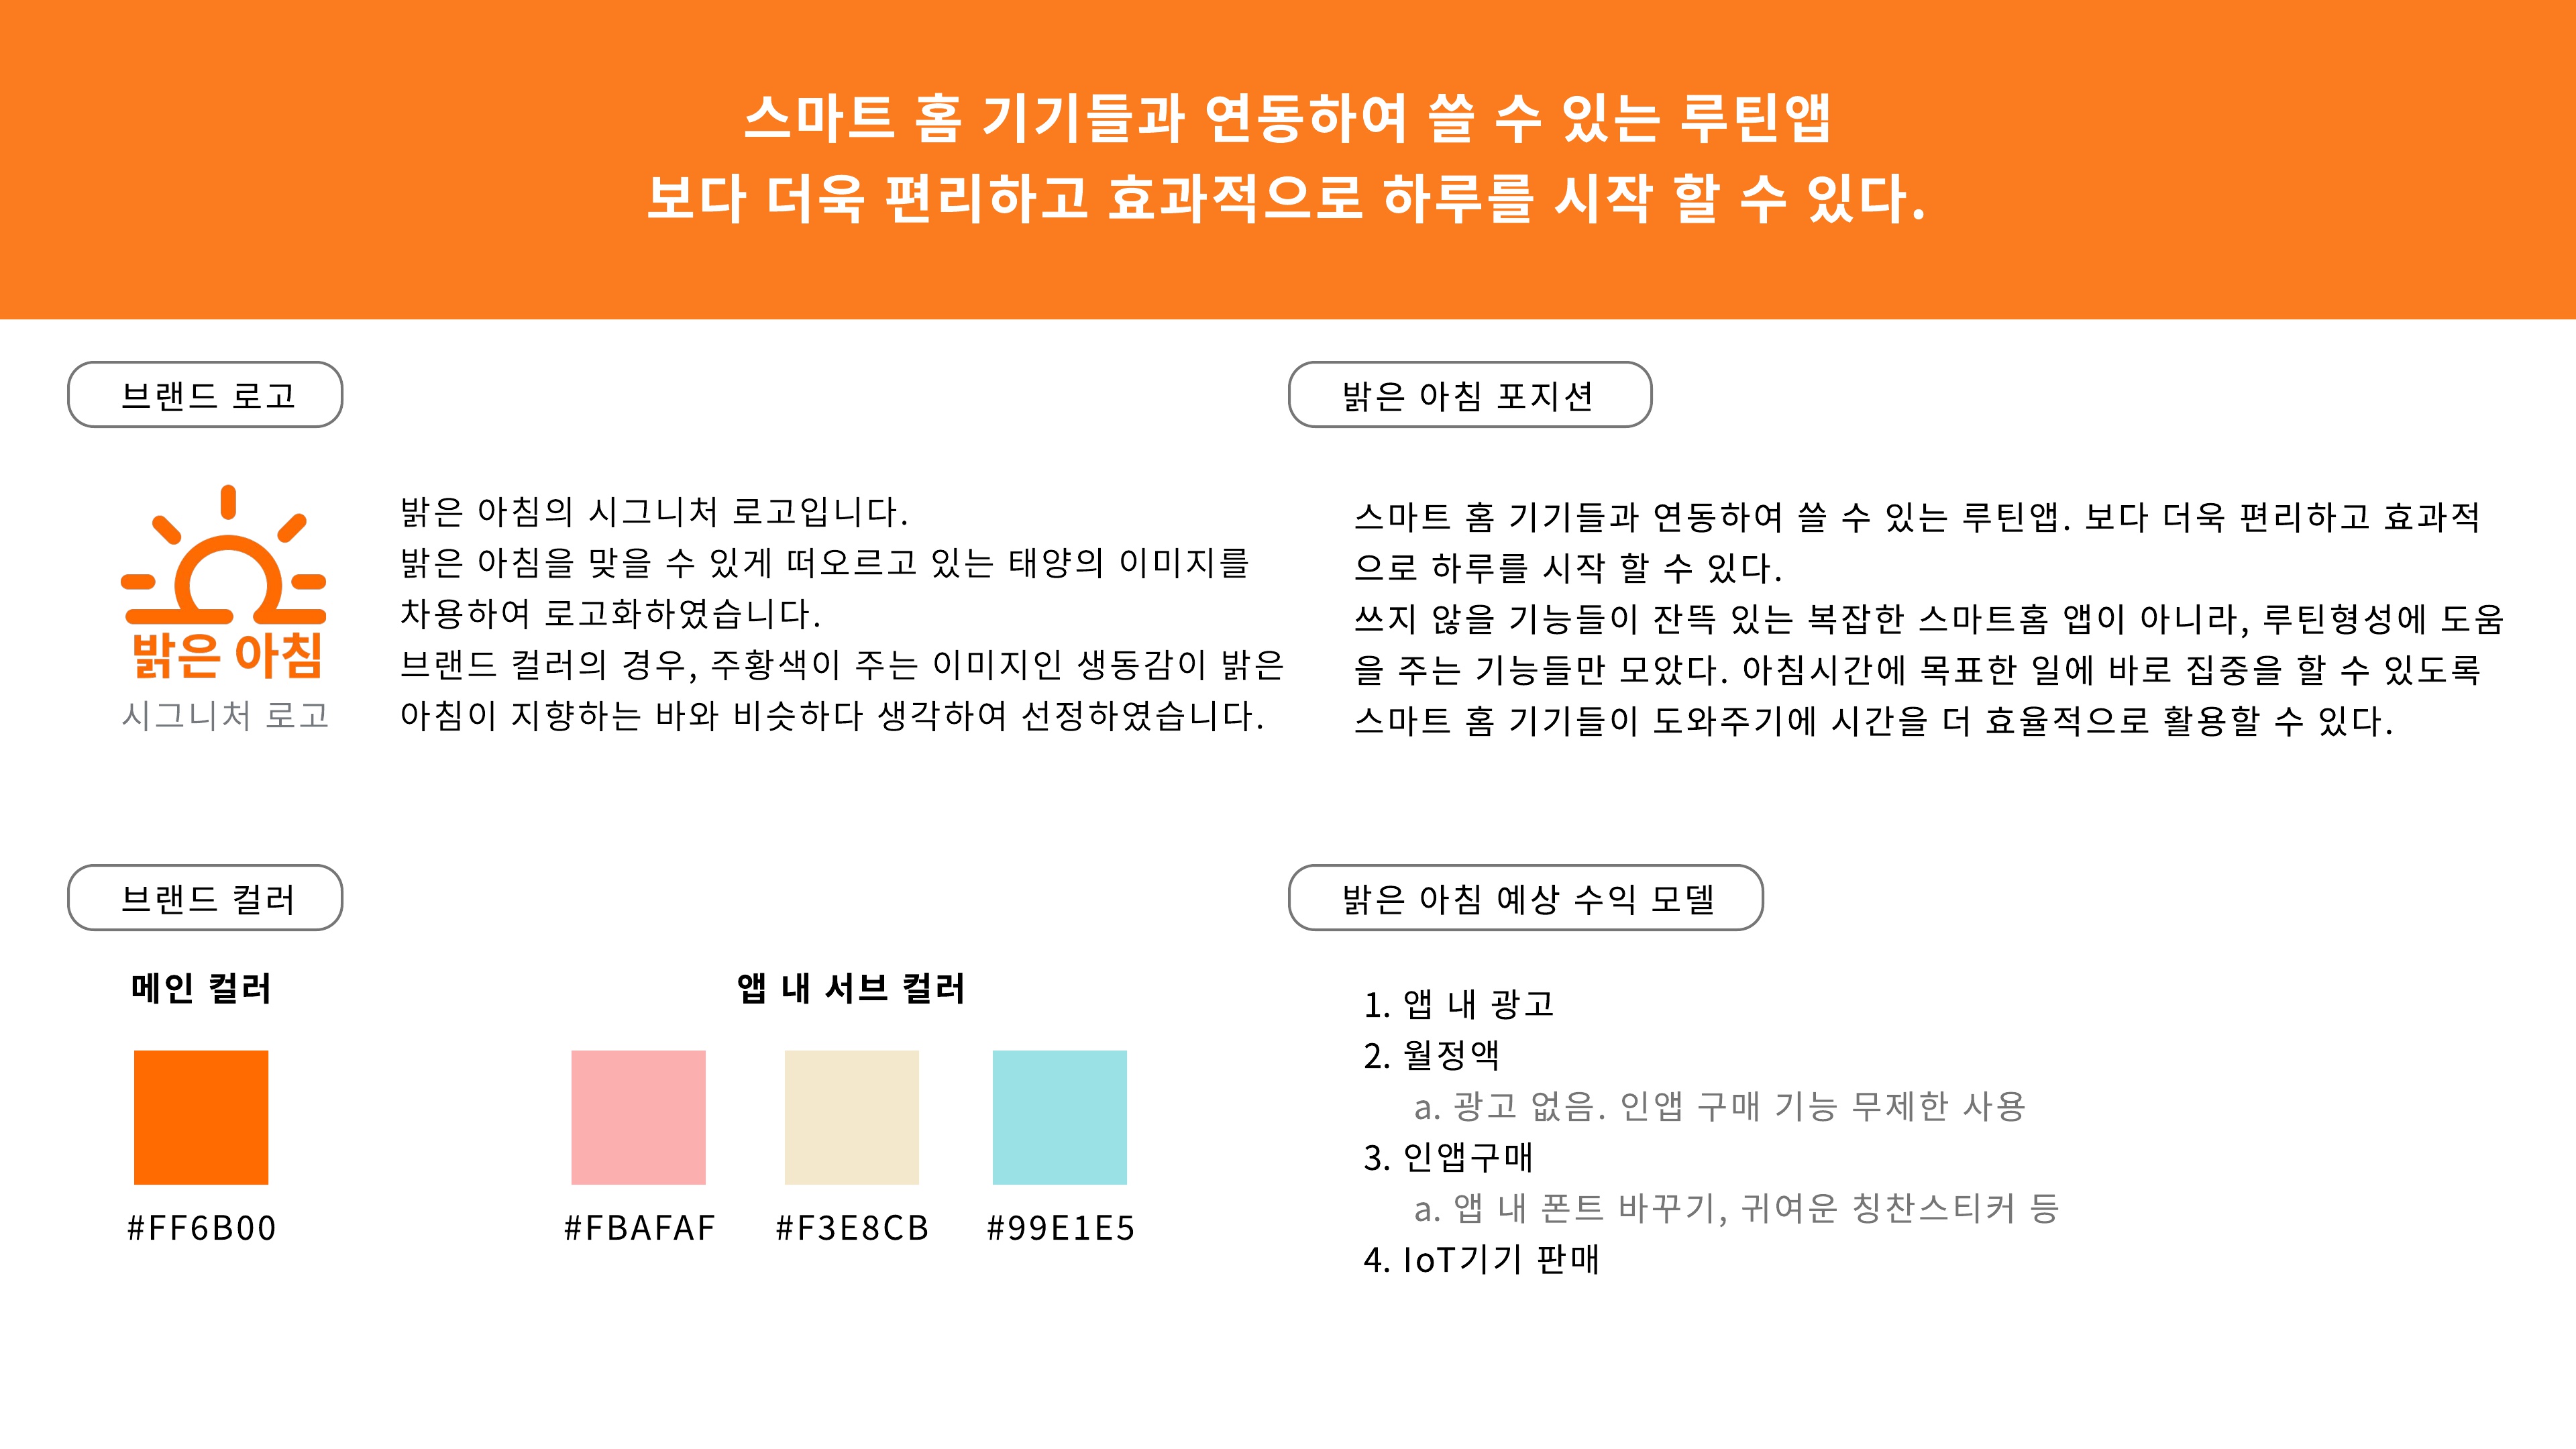 스마트 홈 기기들과 연동하여 쓸 수 있는 루틴앱
보다 더욱 편리하고 효과적으로 하루를 시작 할 수 있다.
브랜드 로고
밝은 아침
시그니처 로고
밝은 아침의 시그니처 로고입니다.
밝은 아침을 맞을 수 있게 떠오르고 있는 태양의 이미지를
차용하여 로고화하였습니다.
브랜드 컬러의 경우, 주황색이 주는 이미지인 생동감이 밝은
아침이 지향하는 바와 비슷하다 생각하여 선정하였습니다.
밝은 아침 포지션
스마트 홈 기기들과 연동하여 쓸 수 있는 루틴앱. 보다 더욱 편리하고 효과적
으로 하루를 시작 할 수 있다.
쓰지 않을 기능들이 잔뜩 있는 복잡한 스마트홈 앱이 아니라, 루틴형성에 도움
을 주는 기능들만 모았다. 아침시간에 목표한 일에 바로 집중을 할 수 있도록
스마트 홈 기기들이 도와주기에 시간을 더 효율적으로 활용할 수 있다.
브랜드 컬러
메인 컬러
#FF6B00
앱 내 서브 컬러
#FBAFAF #F3E8CB #99E1E5
밝은 아침 예상 수익 모델
1. 앱 내 광고
2. 월정액
a. 광고 없음. 인앱 구매 기능 무제한 사용
3. 인앱구매
a. 앱 내 폰트 바꾸기, 귀여운 칭찬스티커 등
4. IoT기기 판매